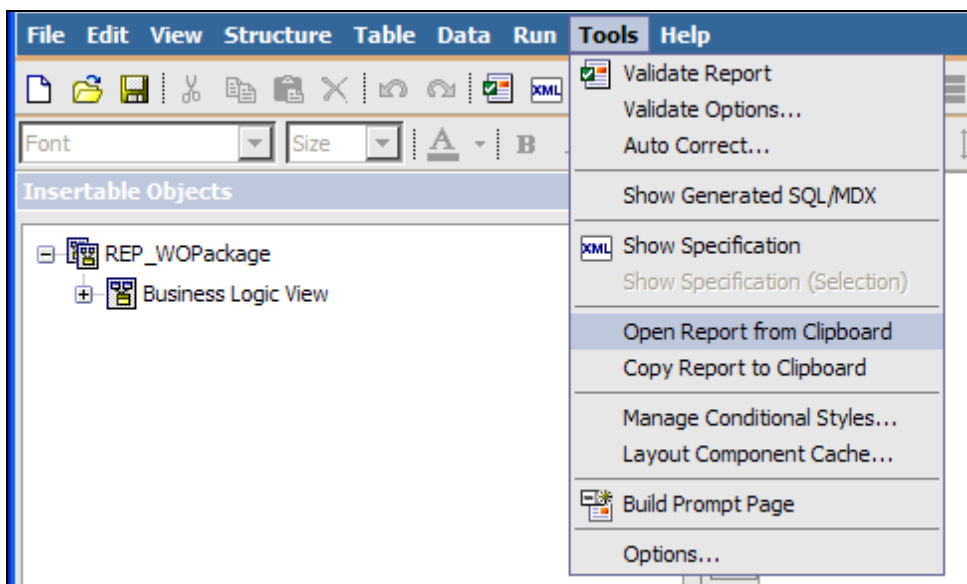 File Edit View Structure Table Data Run Tools Help
XML
Font Size A B
Insertable Objects
REP_WOPackage
Business Logic View
Validate Report
Validate Options...
Auto Correct...
Show Generated SQL/MDX
XML Show Specification
Show Specification (Selection)
Open Report from Clipboard
Copy Report to Clipboard
Manage Conditional Styles...
Layout Component Cache...
Build Prompt Page
Options...